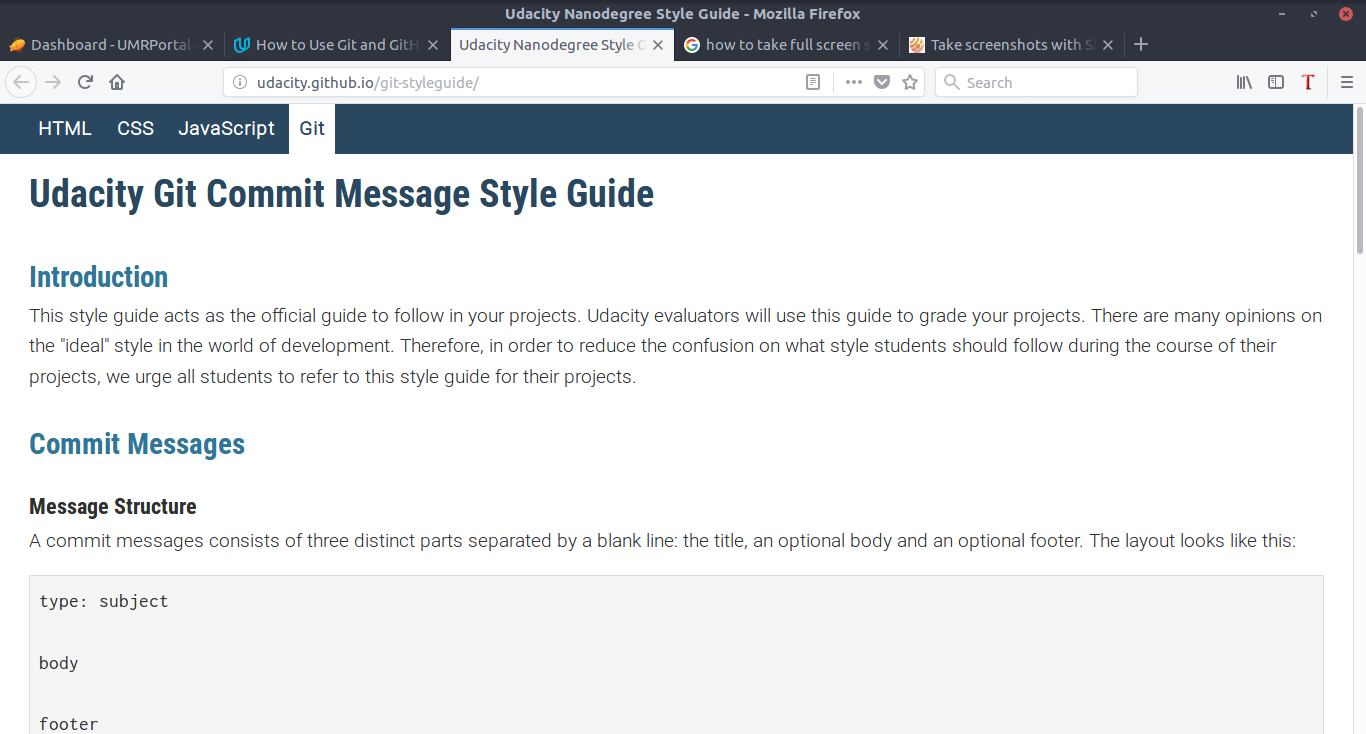 Udacity Nanodegree Style Guide - Mozilla Firefox
Dashboard - UMRPortal
How to Use Git and GitH
Udacity Nanodegree Style G
how to take full screen s
Take screenshots with Sh
udacity.github.io/git-styleguide/
Search
T
HTML CSS JavaScript Git
Udacity Git Commit Message Style Guide
Introduction
This style guide acts as the official guide to follow in your projects. Udacity evaluators will use this guide to grade your projects. There are many opinions on
the "ideal" style in the world of development. Therefore, in order to reduce the confusion on what style students should follow during the course of their
projects, we urge all students to refer to this style guide for their projects.
Commit Messages
Message Structure
A commit messages consists of three distinct parts separated by a blank line: the title, an optional body and an optional footer. The layout looks like this:
type: subject
body
footer